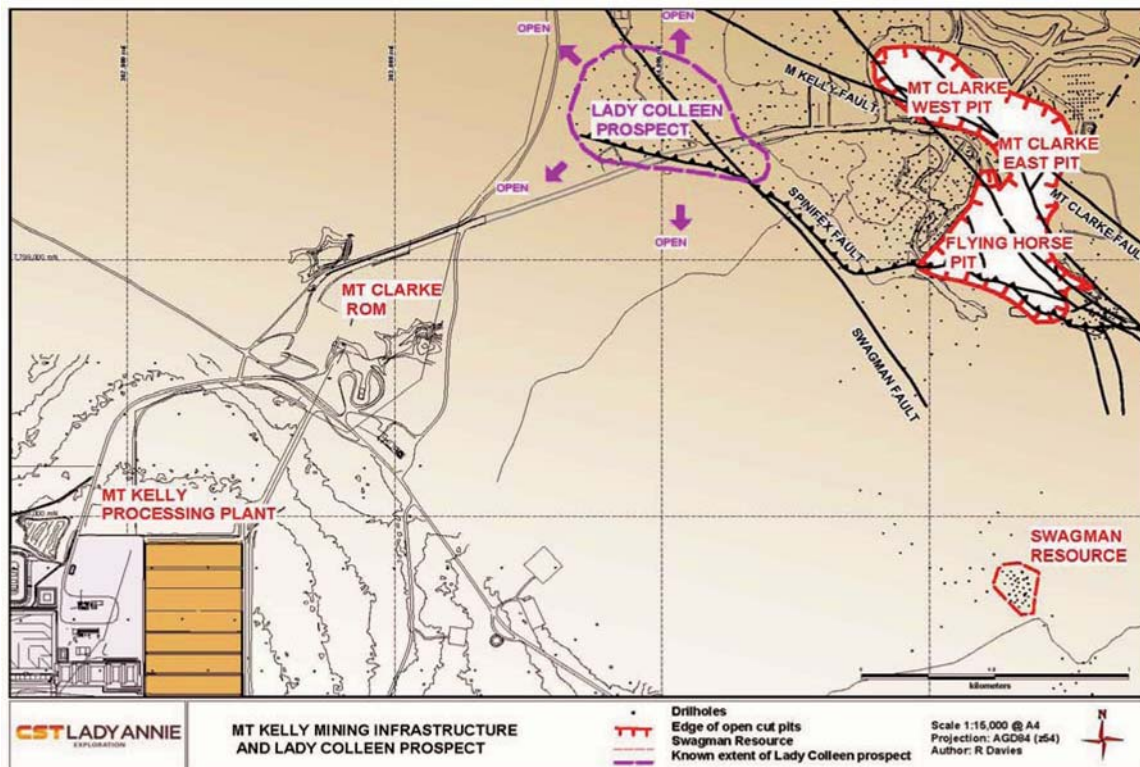 OPEN
OPEN
M KELLY FAULT
MT CLARKE
WEST PIT
LADY COLLEEN
PROSPECT
MT CLARKE
EAST PIT
OPEN
SPINIFEX FAULT
MT CLARKE FAULT
OPEN
FLYING HORSE
PIT
MT CLARKE
ROM
SWAGMAN FAULT
MT KELLY
PROCESSING PLANT
SWAGMAN
RESOURCE
kilometers
CST LADY ANNIE
EXPLORATION
MT KELLY MINING INFRASTRUCTURE
AND LADY COLLEEN PROSPECT
Drillholes
Edge of open cut pits
Swagman Resource
Known extent of Lady Colleen prospect
Scale 1:15,000 @ A4
Projection: AGD84 (z54)
Author: R Davies
N